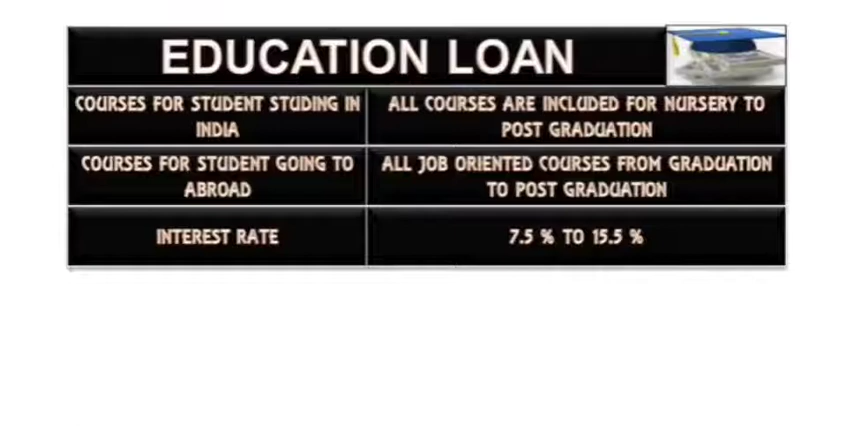 EDUCATION LOAN
COURSES FOR STUDENT STUDING IN
INDIA
ALL COURSES ARE INCLUDED FOR NURSERY TO
POST GRADUATION
COURSES FOR STUDENT GOING TO
ABROAD
ALL JOB ORIENTED COURSES FROM GRADUATION
TO POST GRADUATION
INTEREST RATE
7.5 % TO 15.5 %